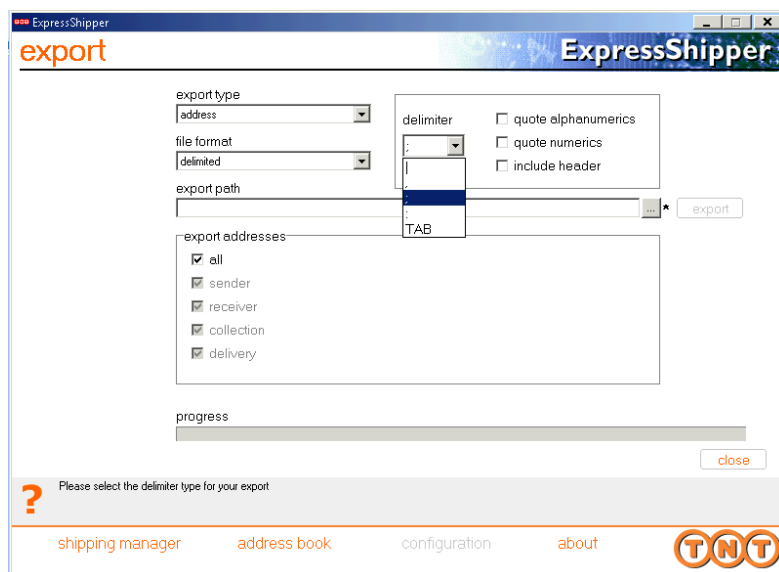 ExpressShipper
export
ExpressShipper
export type
address
delimiter
quote alphanumerics
file format
;
quote numerics
delimited
|
include header
,
export path
;
... * export
:
TAB
export addresses
all
sender
receiver
collection
delivery
progress
close
? Please select the delimiter type for your export
shipping manager address book configuration about
TNT